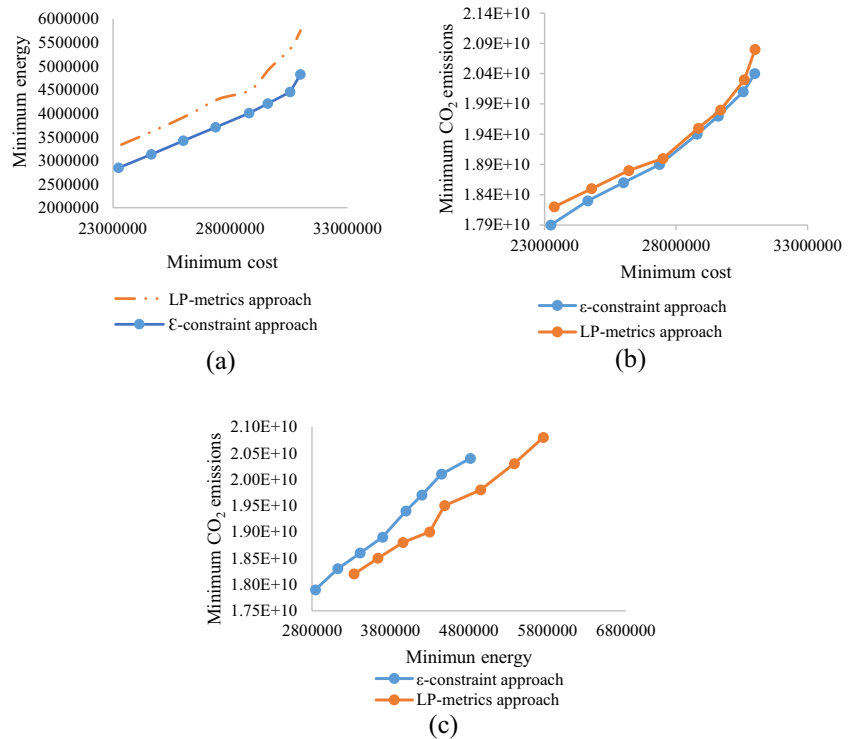 Minimum energy
6000000
5500000
5000000
4500000
4000000
3500000
3000000
2500000
2000000
23000000 28000000 33000000
Minimum cost
LP-metrics approach
Ɛ-constraint approach
(a)
Minimum CO2 emissions
2.14E+10
2.09E+10
2.04E+10
1.99E+10
1.94E+10
1.89E+10
1.84E+10
1.79E+10
23000000 28000000 33000000
Minimum cost
ε-constraint approach
LP-metrics approach
(b)
Minimum CO2 emissions
2.10E+10
2.05E+10
2.00E+10
1.95E+10
1.90E+10
1.85E+10
1.80E+10
1.75E+10
2800000 3800000 4800000 5800000 6800000
Minimun energy
ε-constraint approach
LP-metrics approach
(c)